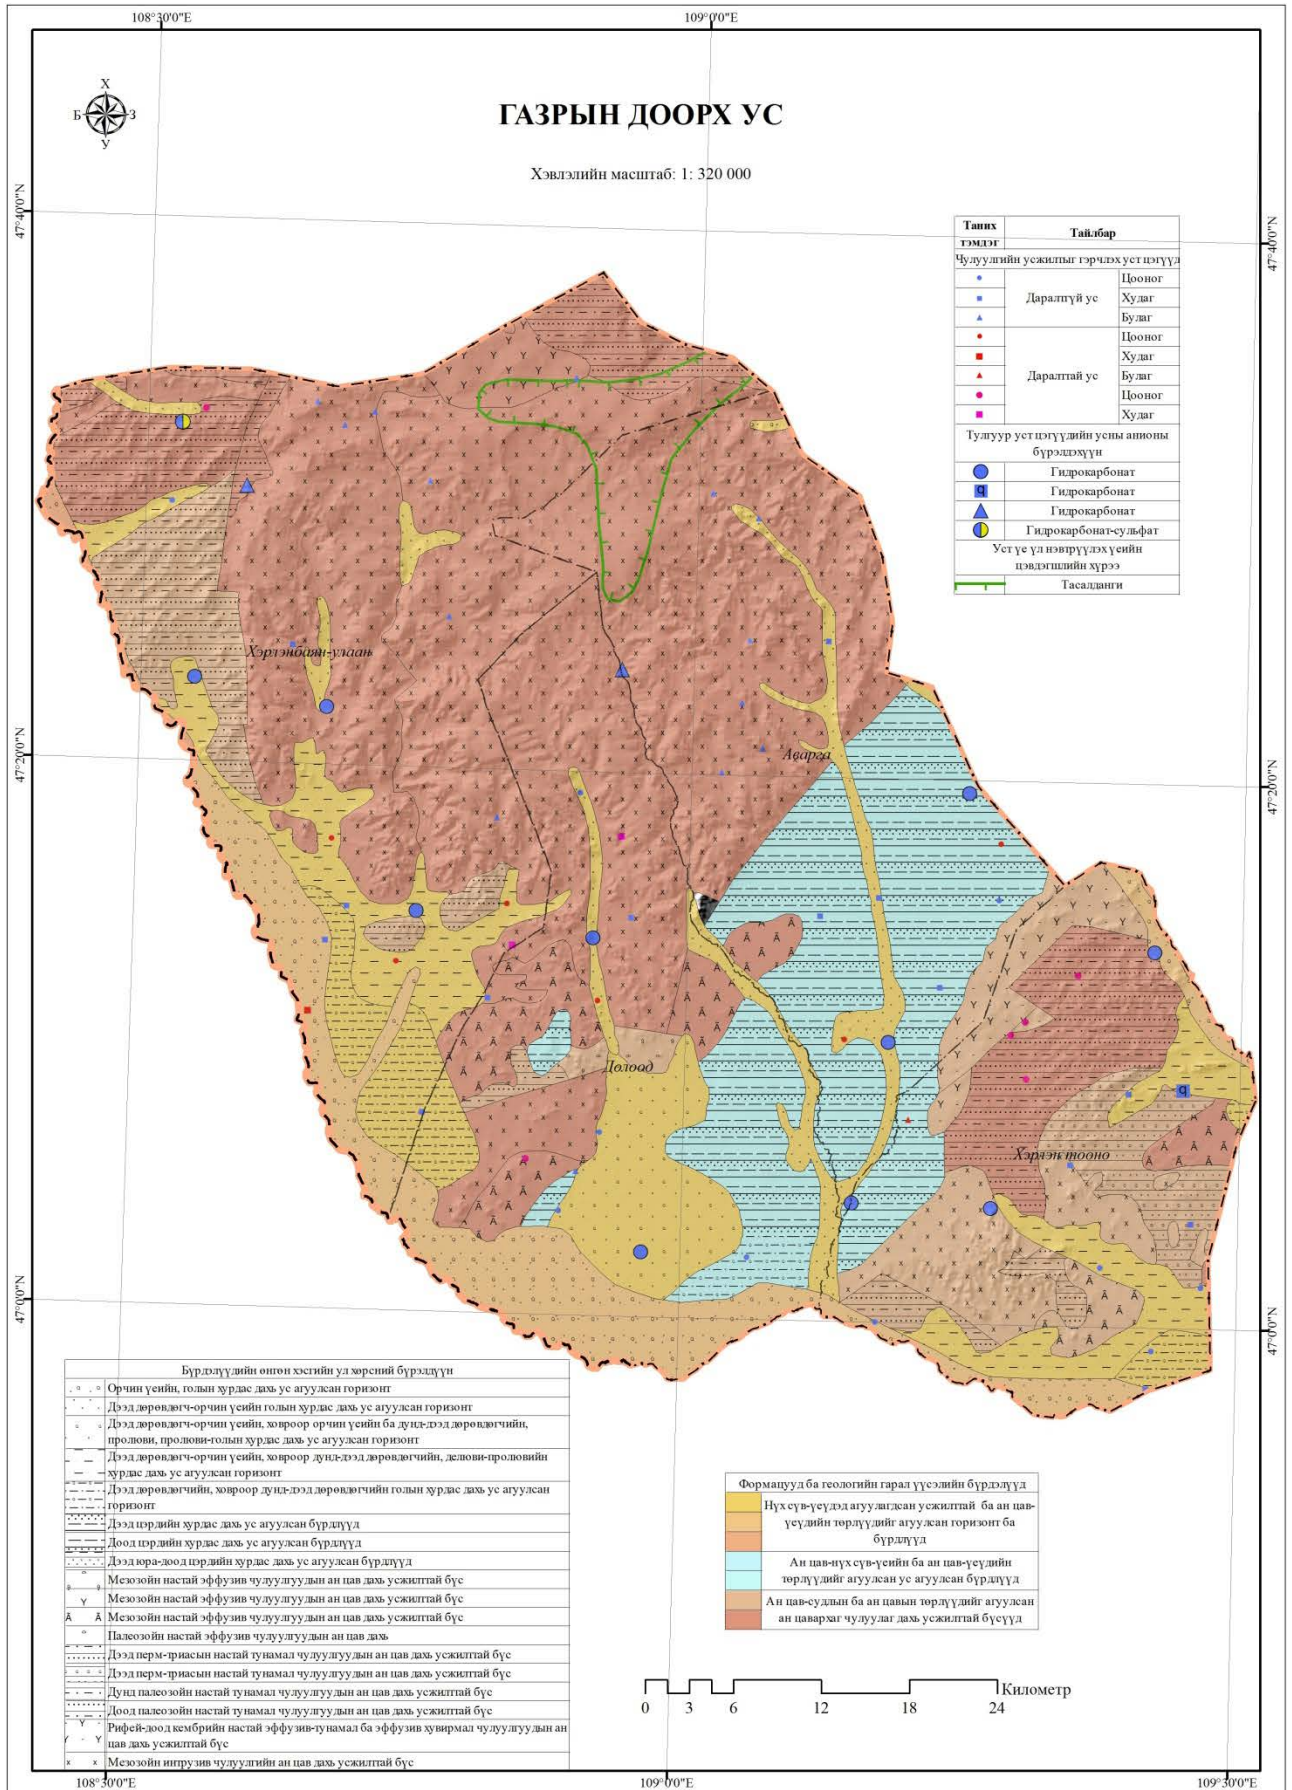 108°30'0"E
109°0'0"E
Х
Б
З
У
ГАЗРЫН ДООРХ УС
Хэвлэлийн масштаб: 1: 320 000
47°40'0"N
47°40'0"N
Таних тэмдэг
Тайлбар
Чулуулгийн усжилтыг гэрчлэх уст цэгүүд
Даралтгүй ус
Цооног
Худаг
Булаг
Даралттай ус
Цооног
Худаг
Булаг
Цооног
Худаг
Тулгуур уст цэгүүдийн усны анионы
бүрэлдэхүүн
Гидрокарбонат
q
Гидрокарбонат
Гидрокарбонат
Гидрокарбонат-сульфат
Уст үе үл нэвтрүүлэх үеийн
цэвдэгшлийн хүрээ
Тасалданги
Хэрлэнбаян-улаан
Аварга
47°20'0"N
47°20'0"N
Долоод
q
Хэрлэн тооно
47°0'0"N
47°0'0"N
Бүрдэлүүдийн өнгөн хэсгийн ул хөрсний бүрэлдүүн
Орчин үеийн, голын хурдас дахь ус агуулсан горизонт
Дээд дөрөвдөгч-орчин үеийн голын хурдас дахь ус агуулсан горизонт
Дээд дөрөвдөгч-орчин үеийн, ховроор орчин үеийн ба дунд-дээд дөрөвдөгчийн,
пролюви, пролюви-голын хурдас дахь ус агуулсан горизонт
Дээд дөрөвдөгч-орчин үеийн, ховроор дунд-дээд дөрөвдөгчийн, делюви-пролювийн
хурдас дахь ус агуулсан горизонт
Дээд дөрөвдөгчийн, ховроор дунд-дээд дөрөвдөгчийн голын хурдас дахь ус агуулсан
горизонт
Дээд цэрдийн хурдас дахь ус агуулсан бүрдлүүд
Доод цэрдийн хурдас дахь ус агуулсан бүрдлүүд
Дээд юра-доод цэрдийн хурдас дахь ус агуулсан бүрдлүүд
Мезозойн настай эффузив чулуулгуудын ан цав дахь усжилттай бүс
Мезозойн настай эффузив чулуулгуудын ан цав дахь усжилттай бүс
Мезозойн настай эффузив чулуулгуудын ан цав дахь усжилттай бүс
Палеозойн настай эффузив чулуулгуудын ан цав дахь
Дээд перм-триасын настай тунамал чулуулгуудын ан цав дахь усжилттай бүс
Дээд перм-триасын настай тунамал чулуулгуудын ан цав дахь усжилттай бүс
Дунд палеозойн настай тунамал чулуулгуудын ан цав дахь усжилттай бүс
Доод палеозойн настай тунамал чулуулгуудын ан цав дахь усжилттай бүс
Рифей-доод кембрийн настай эффузив-тунамал ба эффузив хувирмал чулуулгуудын ан
цав дахь усжилттай бүс
Мезозойн интрузив чулуулгийн ан цав дахь усжилттай бүс
Формацууд ба геологийн гарал үүсэлийн бүрдэлүүд
Нүх сүв-үеүдэд агуулагдсан усжилттай ба ан цав-
үеүдийн төрлүүдийг агуулсан горизонт ба
бүрдлүүд
Ан цав-нүх сүв-үеийн ба ан цав-үеүдийн
төрлүүдийг агуулсан ус агуулсан бүрдлүүд
Ан цав-судлын ба ан цавын төрлүүдийг агуулсан
ан цавархаг чулуулаг дахь усжилттай бүсүүд
Километр
0 3 6 12 18 24
108°30'0"E
109°0'0"E
109°30'0"E